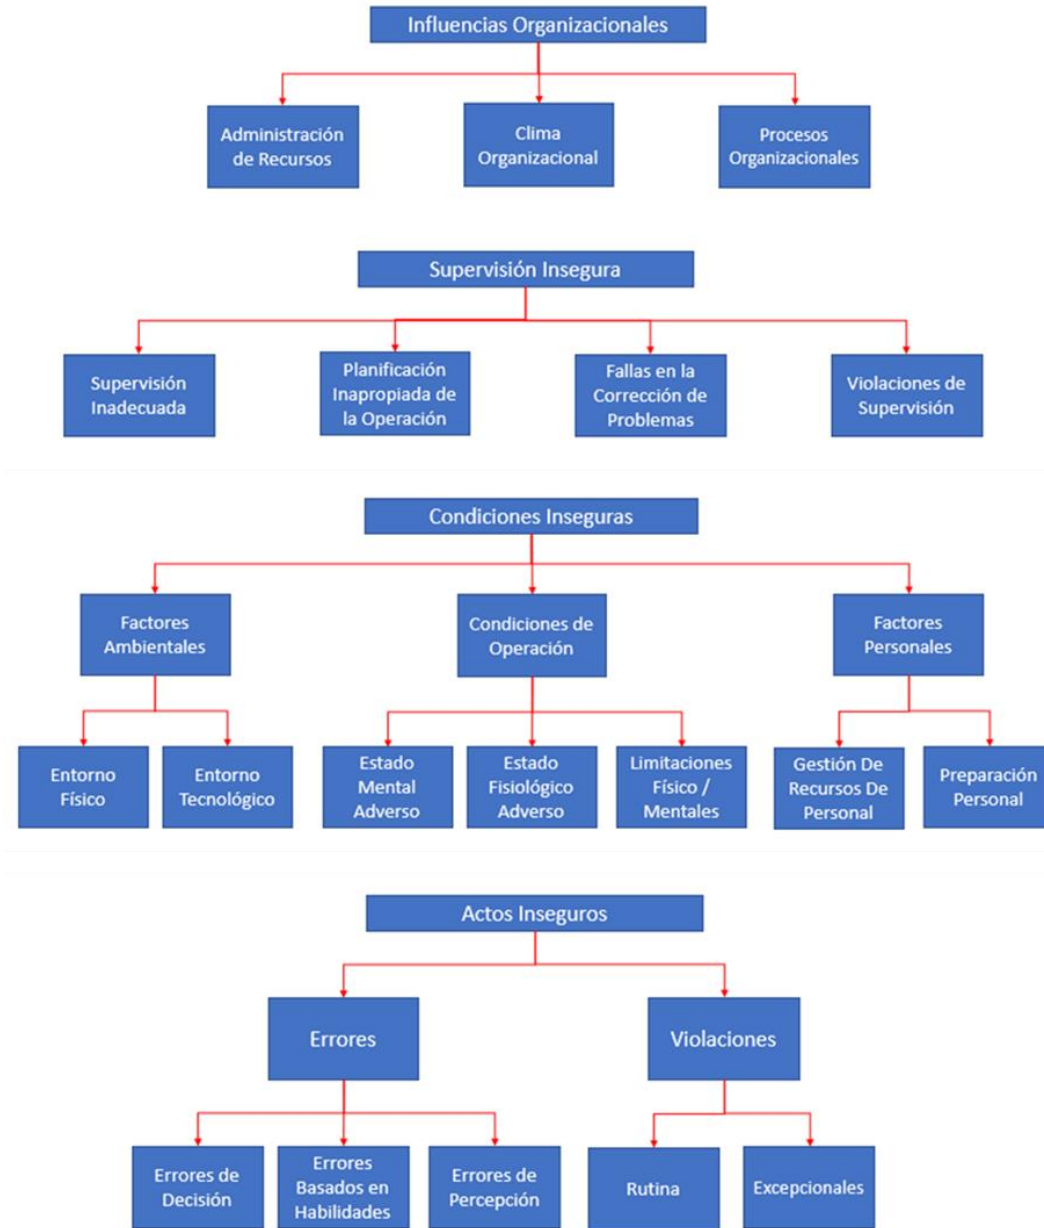 Influencias Organizacionales
Administración
de Recursos
Clima
Organizacional
Procesos
Organizacionales
Supervisión Insegura
Supervisión
Inadecuada
Planificación
Inapropiada de
la Operación
Fallas en la
Corrección de
Problemas
Violaciones de
Supervisión
Condiciones Inseguras
Factores
Ambientales
Condiciones de
Operación
Factores
Personales
Entorno
Físico
Entorno
Tecnológico
Estado
Mental
Adverso
Estado
Fisiológico
Adverso
Limitaciones
Físico /
Mentales
Gestión De
Recursos De
Personal
Preparación
Personal
Actos Inseguros
Errores
Violaciones
Errores de
Decisión
Errores
Basados en
Habilidades
Errores de
Percepción
Rutina
Excepcionales